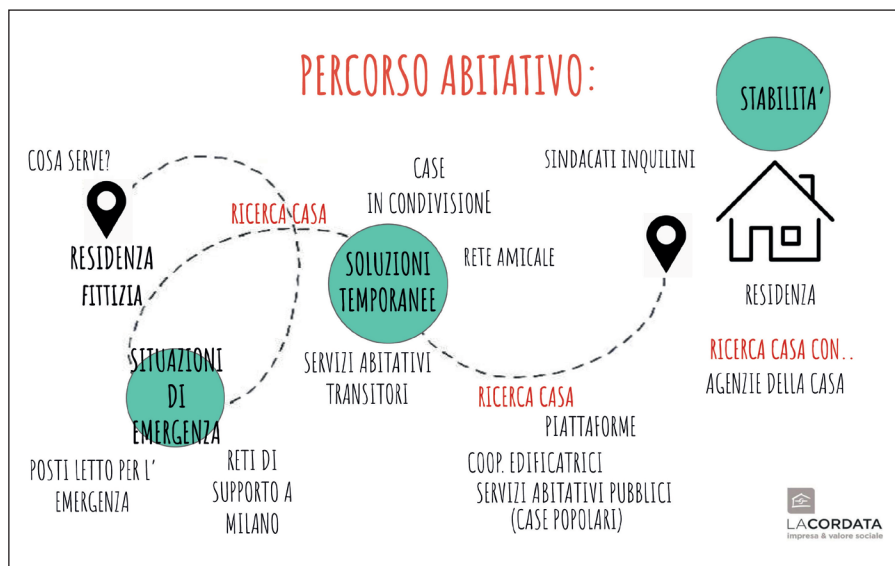 PERCORSO ABITATIVO:
STABILITA'
COSA SERVE?
CASE
IN CONDIVISIONE
SINDACATI INQUILINI
RICERCA CASA
RESIDENZA
FITTIZIA
SOLUZIONI
TEMPORANEE
RETE AMICALE
RESIDENZA
SITUAZIONI
DI
EMERGENZA
SERVIZI ABITATIVI
TRANSITORI
RICERCA CASA CON..
AGENZIE DELLA CASA
RICERCA CASA
PIATTAFORME
COOP. EDIFICATRICI
SERVIZI ABITATIVI PUBBLICI
(CASE POPOLARI)
POSTI LETTO PER L'
EMERGENZA
RETI DI
SUPPORTO A
MILANO
LACORDATA
impresa & valore sociale